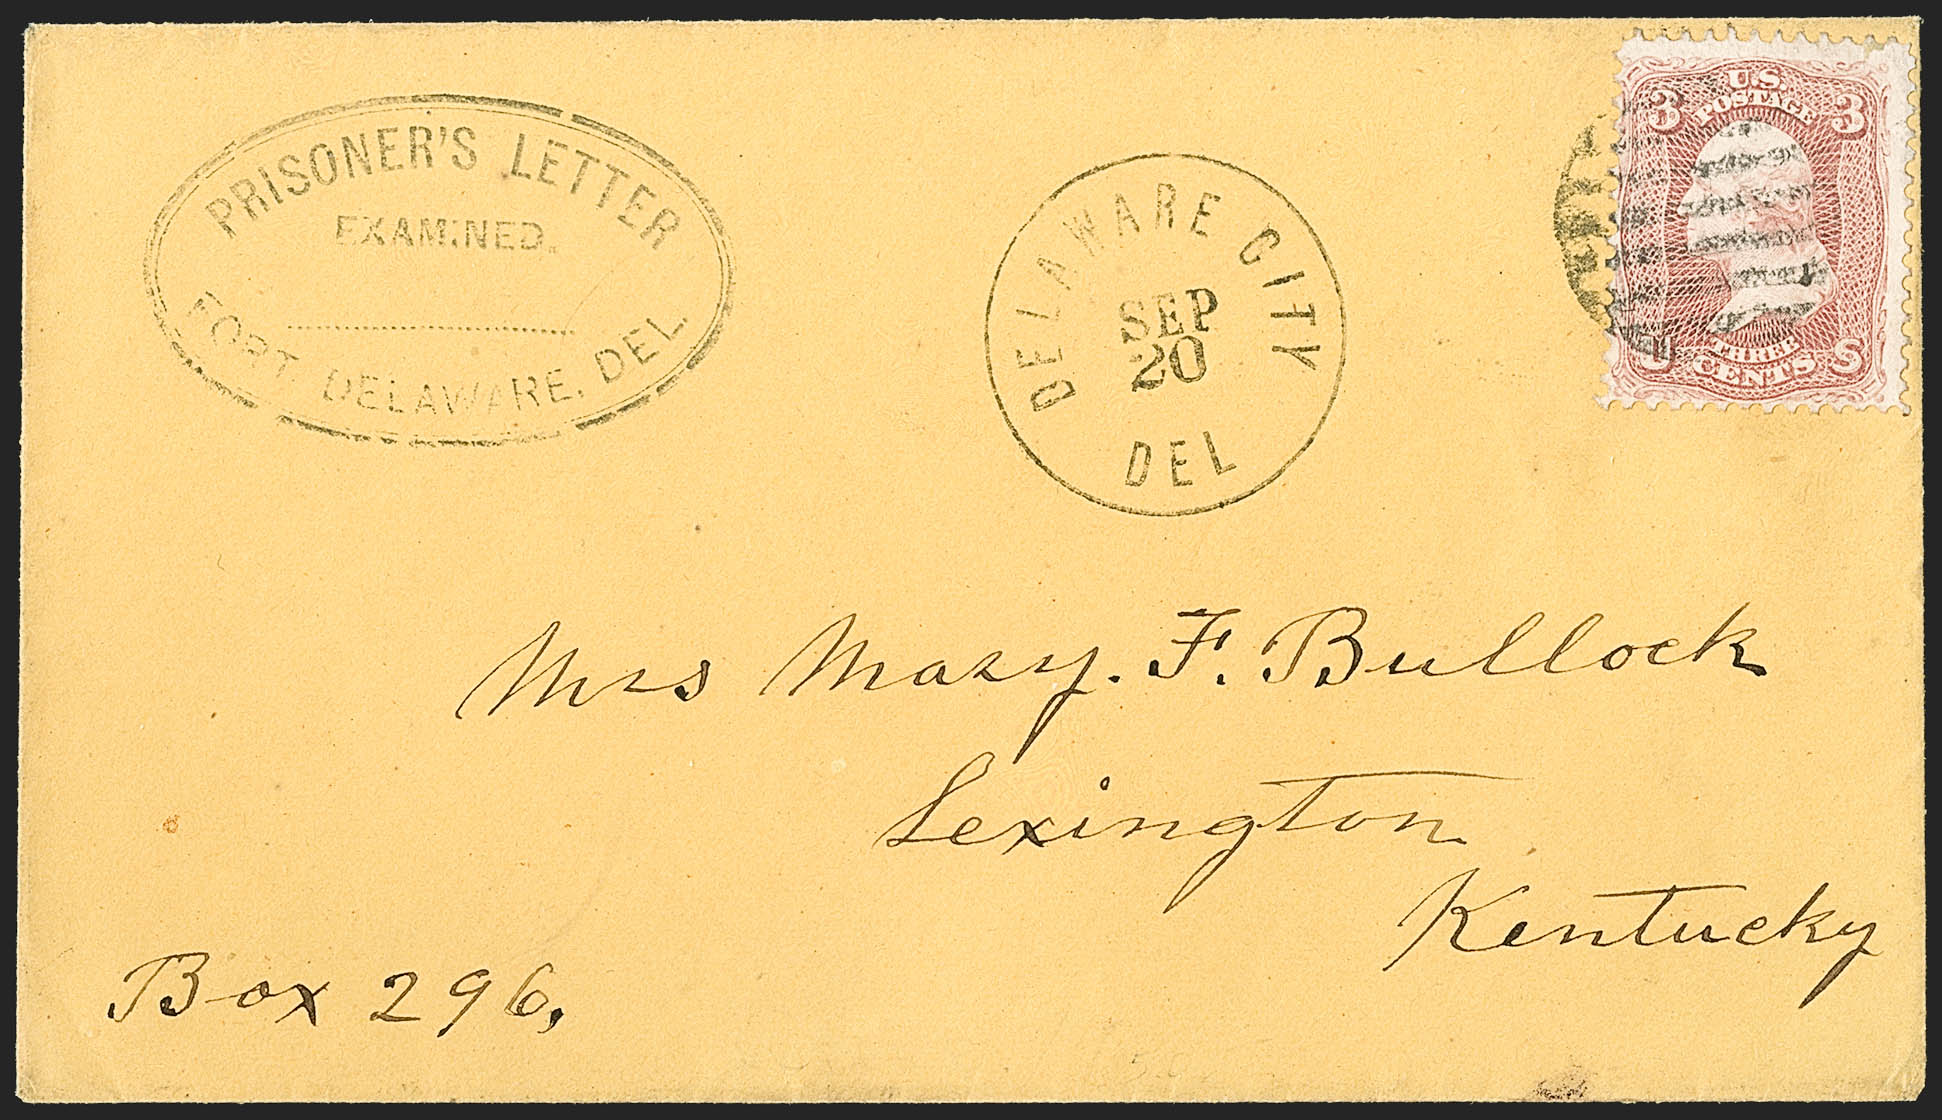 PRISONER'S LETTER
EXAMINED.
FORT DELAWARE, DEL.
DELAWARE CITY
SEP
20
DEL
U.S.
POSTAGE
3 3
THREE
CENTS
U S
Mrs Mary. F. Bullock
Lexington
Kentucky
Box 296,